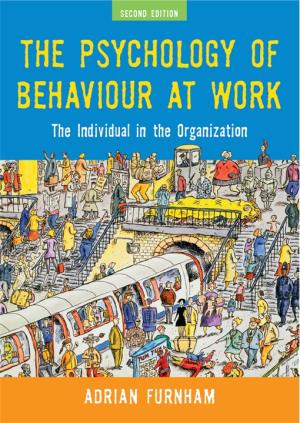 SECOND EDITION
THE PSYCHOLOGY OF
BEHAVIOUR AT WORK
The Individual in the Organization
ADRIAN FURNHAM